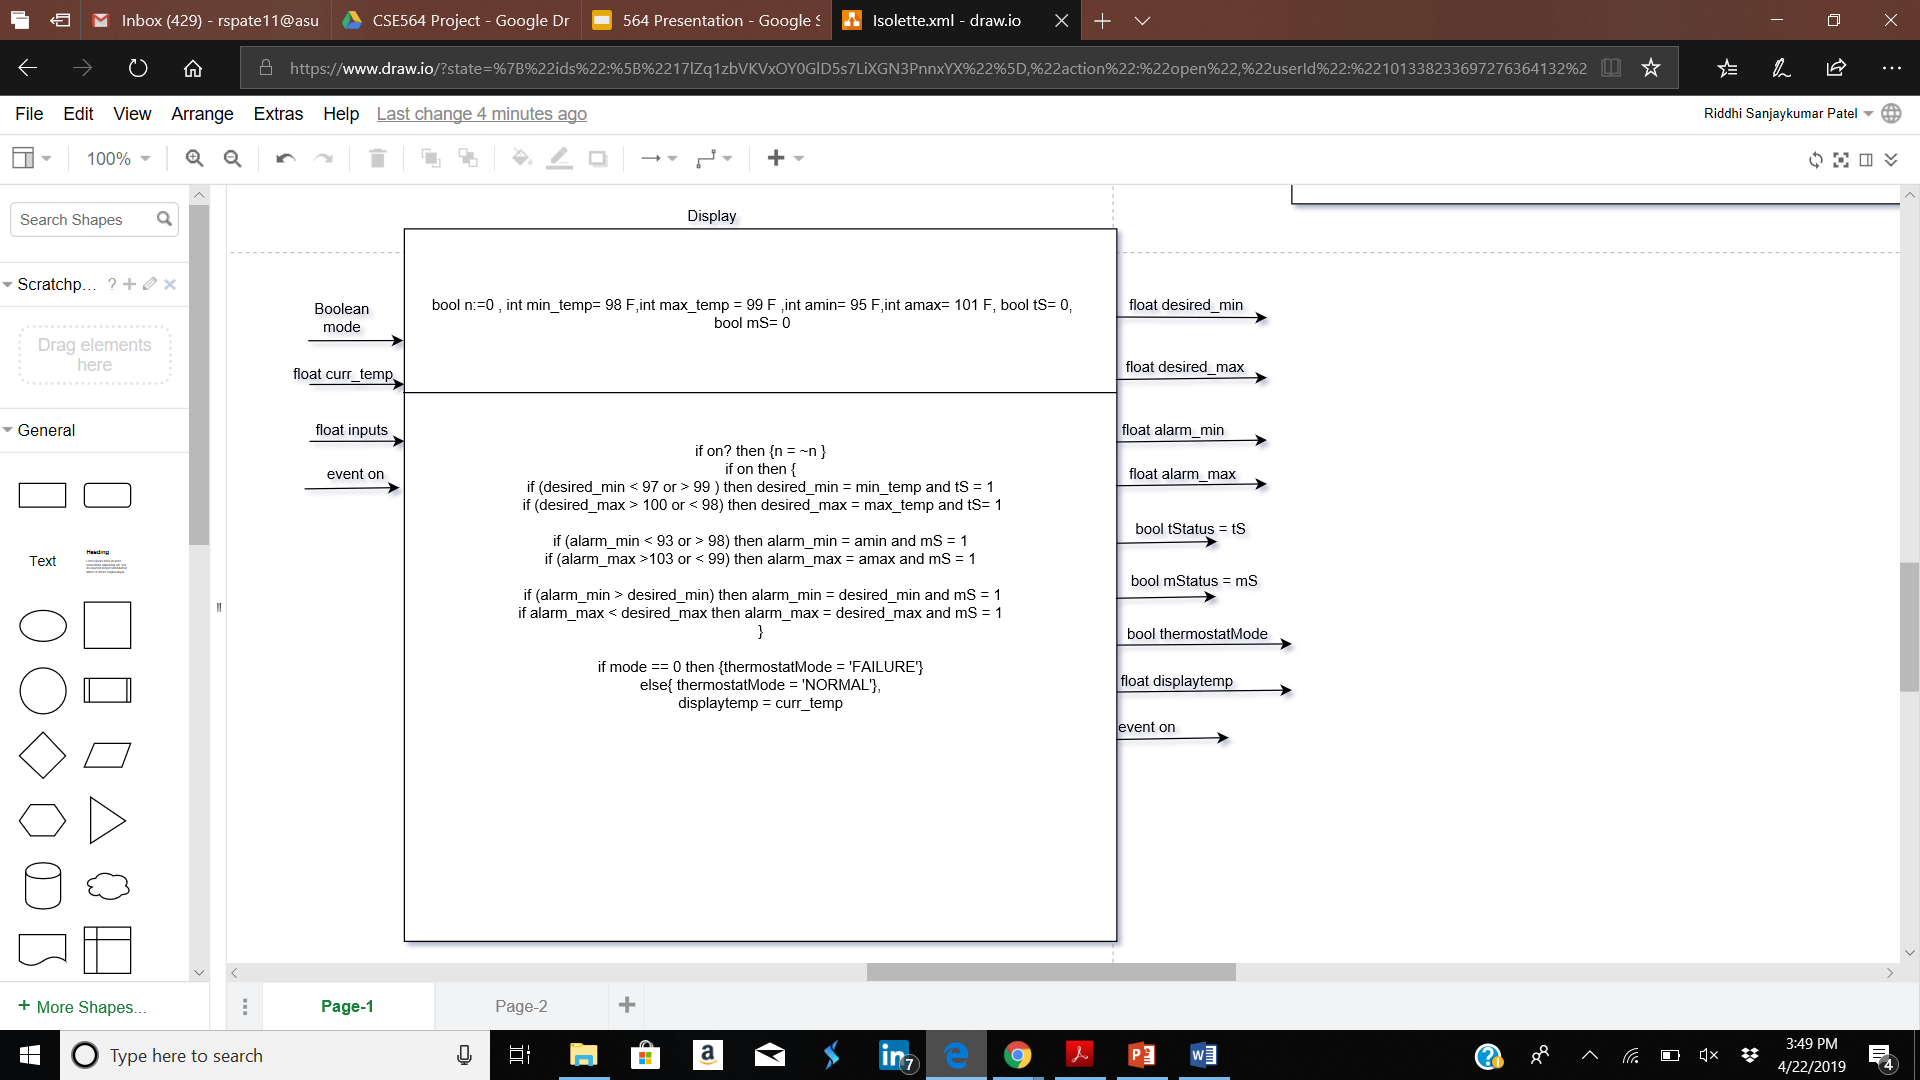 Inbox (429) - rspate11@asu
CSE564 Project - Google Dr
564 Presentation - Google S
Isolette.xml - draw.io
https://www.draw.io/?state=%7B%22ids%22:%5B%2217lZq1zbVKVxOY0GlD5s7LiXGN3PnnxYX%22%5D,%22action%22:%22open%22,%22userId%22:%22101338233697276364132%2
File Edit View Arrange Extras Help Last change 4 minutes ago
Riddhi Sanjaykumar Patel
100%
Search Shapes
Scratchp... ?
Drag elements
here
General
Text
Heading
More Shapes...
Display
bool n:=0 , int min_temp= 98 F,int max_temp = 99 F ,int amin= 95 F,int amax= 101 F, bool tS= 0,
bool mS= 0
Boolean
mode
float curr_temp
float inputs
event on
if on? then {n = ~n }
if on then {
if (desired_min < 97 or > 99 ) then desired_min = min_temp and tS = 1
if (desired_max > 100 or < 98) then desired_max = max_temp and tS= 1
if (alarm_min < 93 or > 98) then alarm_min = amin and mS = 1
if (alarm_max >103 or < 99) then alarm_max = amax and mS = 1
if (alarm_min > desired_min) then alarm_min = desired_min and mS = 1
if alarm_max < desired_max then alarm_max = desired_max and mS = 1
}
if mode == 0 then {thermostatMode = 'FAILURE'}
else{ thermostatMode = 'NORMAL'},
displaytemp = curr_temp
float desired_min
float desired_max
float alarm_min
float alarm_max
bool tStatus = tS
bool mStatus = mS
bool thermostatMode
float displaytemp
event on
Page-1
Page-2
Type here to search
7
3:49 PM
4/22/2019
4